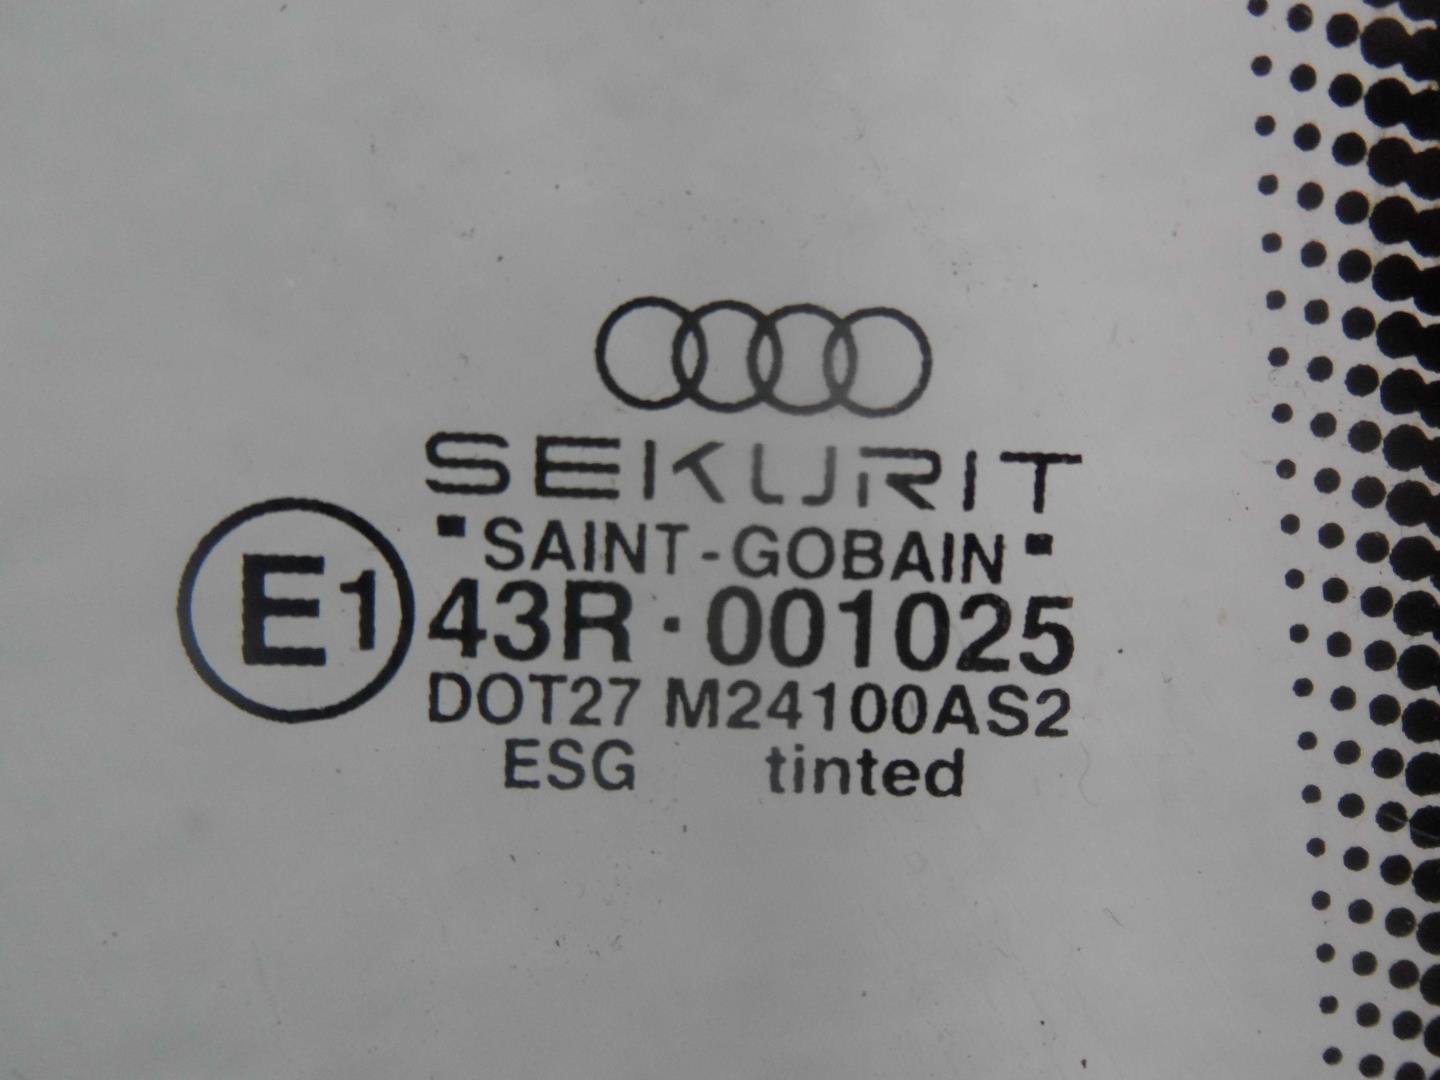 SEKURIT
"SAINT-GOBAIN"
E1 43R·001025
DOT27 M24100AS2
ESG tinted